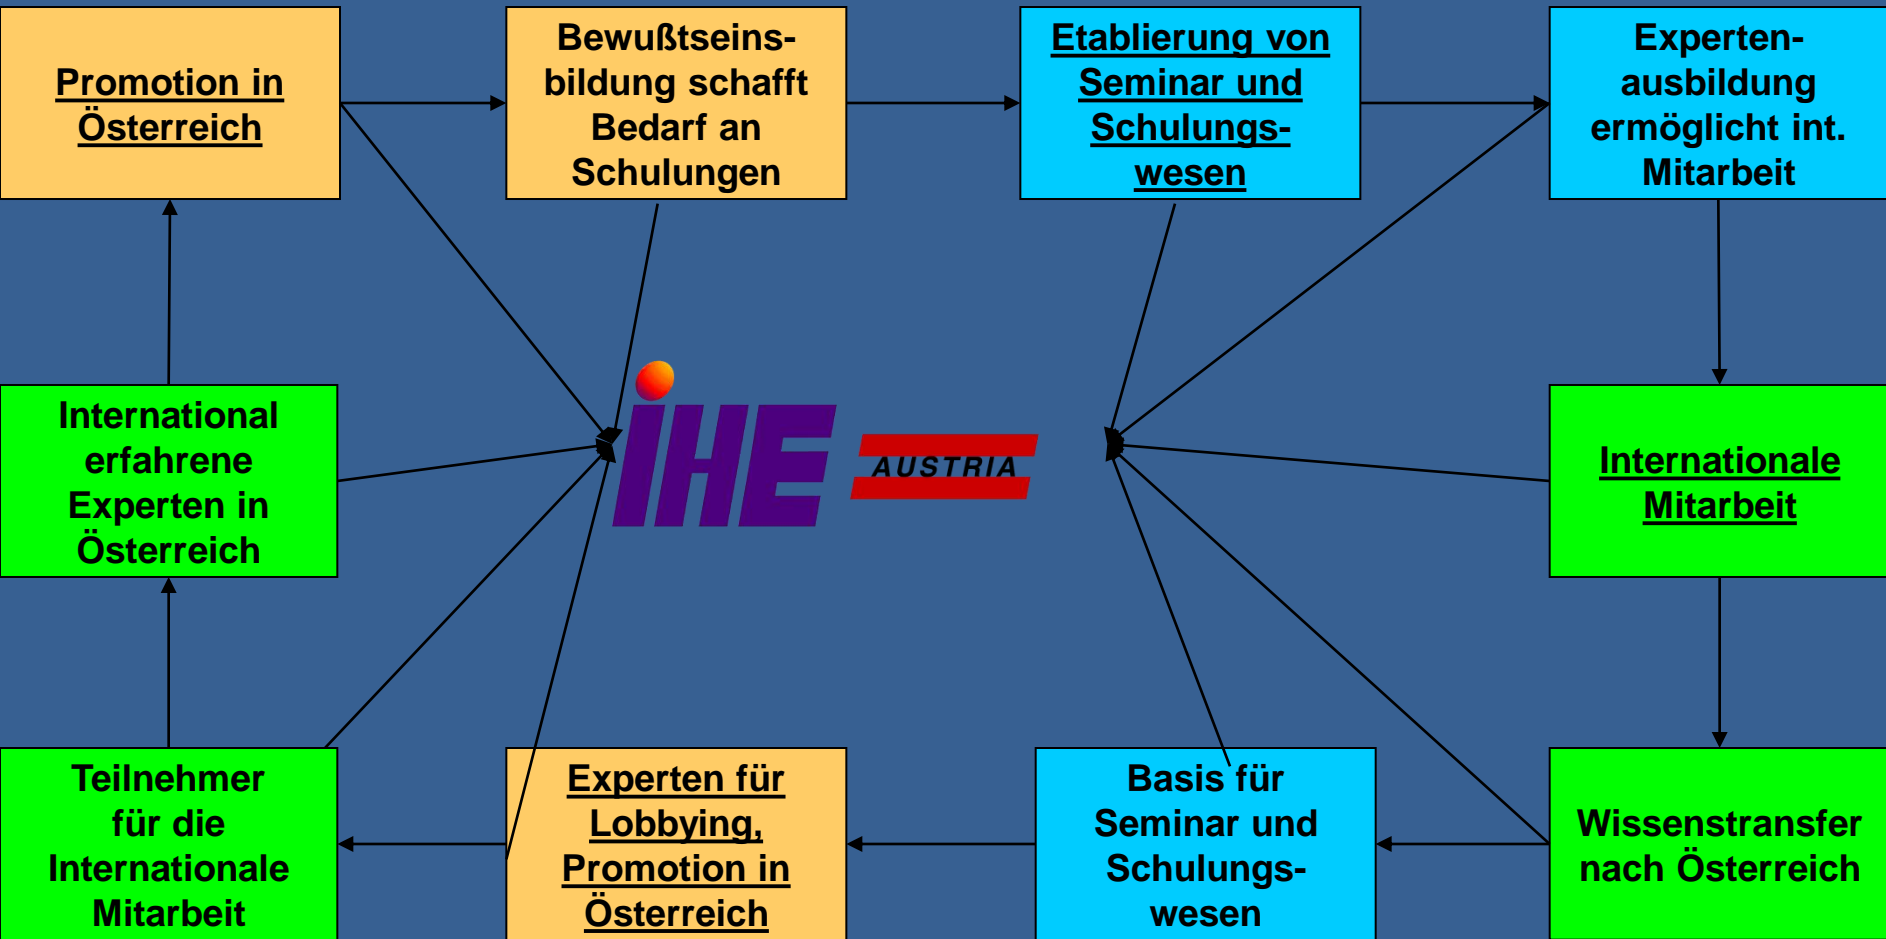 Promotion in
Österreich
Bewußtseins-
bildung schafft
Bedarf an
Schulungen
Etablierung von
Seminar und
Schulungs-
wesen
Experten-
ausbildung
ermöglicht int.
Mitarbeit
International
erfahrene
Experten in
Österreich
iHE
AUSTRIA
Internationale
Mitarbeit
Teilnehmer
für die
Internationale
Mitarbeit
Experten für
Lobbying,
Promotion in
Österreich
Basis für
Seminar und
Schulungs-
wesen
Wissenstransfer
nach Österreich